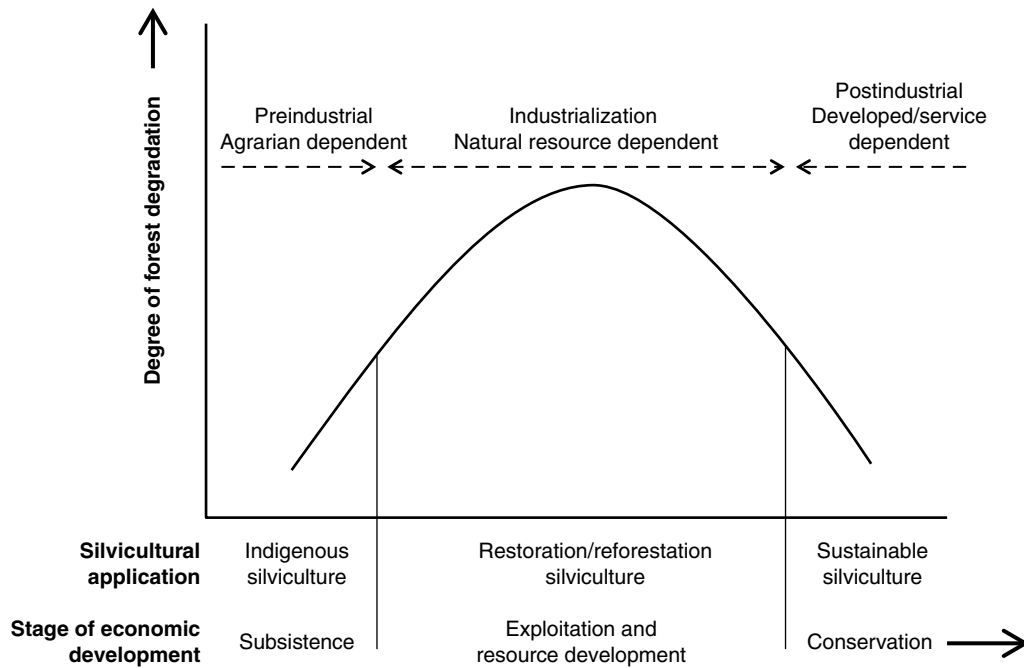 Degree of forest degradation
Preindustrial
Agrarian dependent
Industrialization
Natural resource dependent
Postindustrial
Developed/service
dependent
Silvicultural
application
Indigenous
silviculture
Restoration/reforestation
silviculture
Sustainable
silviculture
Stage of economic
development
Subsistence
Exploitation and
resource development
Conservation